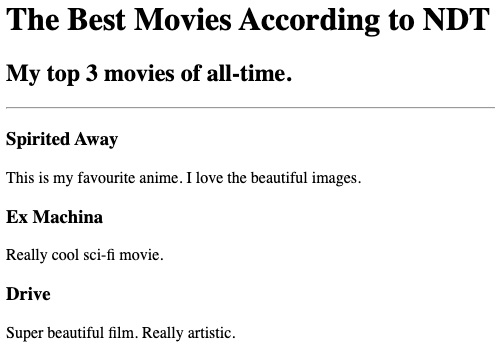 The Best Movies According to NDT
My top 3 movies of all-time.
Spirited Away
This is my favourite anime. I love the beautiful images.
Ex Machina
Really cool sci-fi movie.
Drive
Super beautiful film. Really artistic.